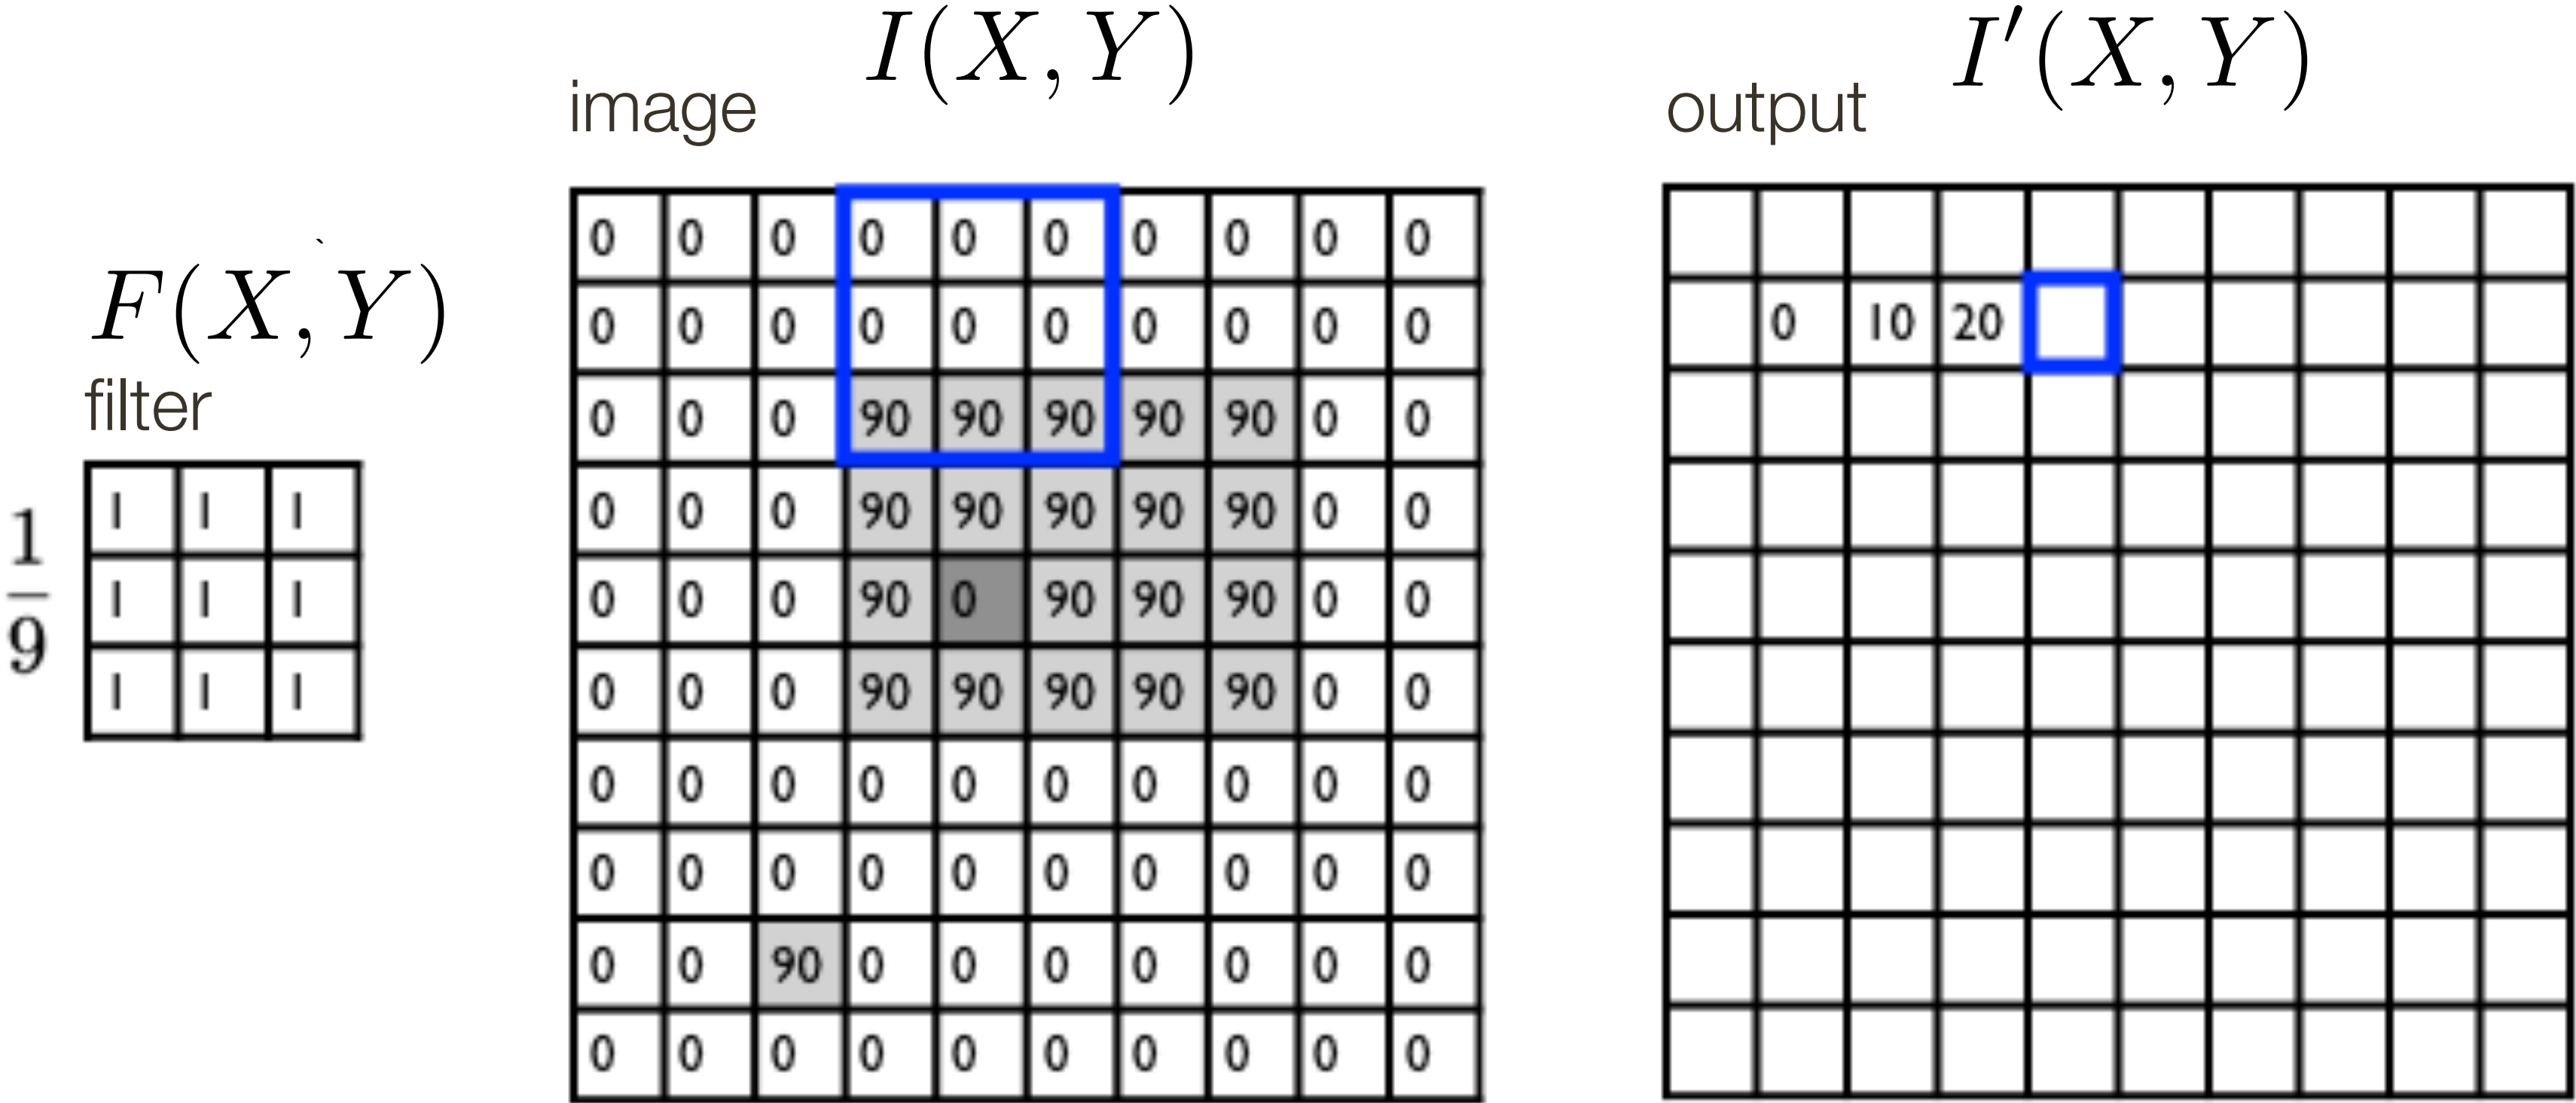 I(X, Y)
I′(X, Y)
image
output
F(X, Y)
filter
1/9
1 1 1
1 1 1
1 1 1
0 0 0 0 0 0 0 0 0 0
0 0 0 0 0 0 0 0 0 0
0 0 0 90 90 90 90 90 0 0
0 0 0 90 90 90 90 90 0 0
0 0 0 90 0 90 90 90 0 0
0 0 0 90 90 90 90 90 0 0
0 0 0 0 0 0 0 0 0 0
0 0 0 0 0 0 0 0 0 0
0 0 90 0 0 0 0 0 0 0
0 0 0 0 0 0 0 0 0 0
0 10 20